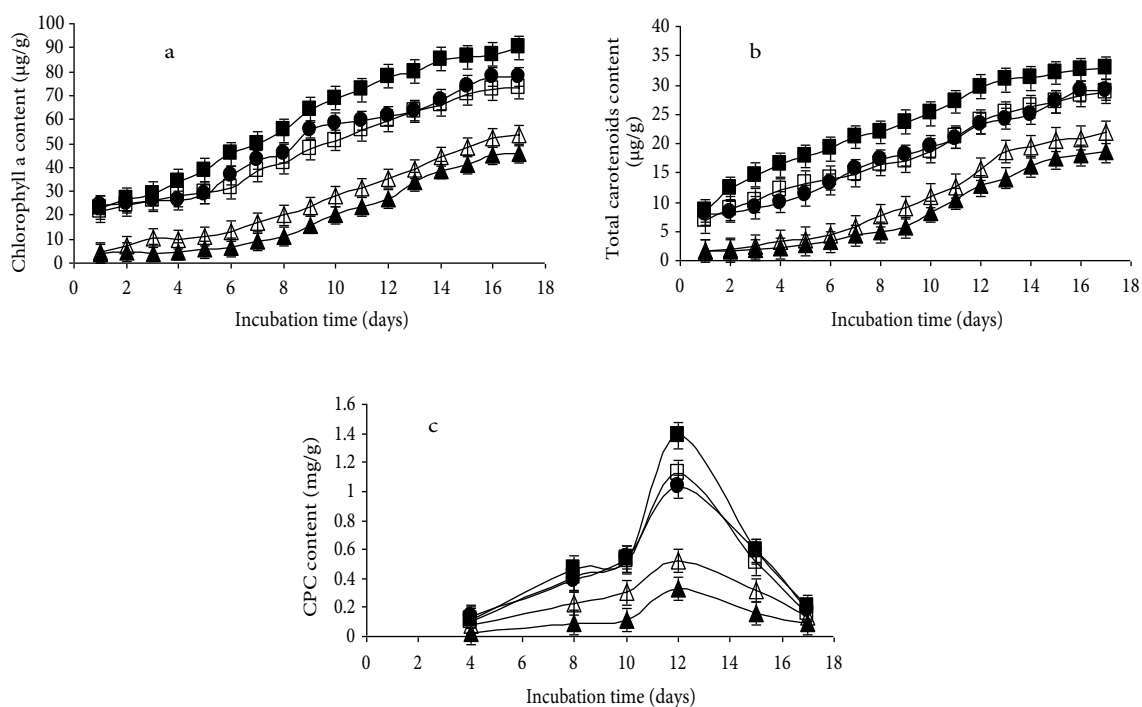 a
Chlorophyll a content (µg/g)
100
90
80
70
60
50
40
30
20
10
0
0 2 4 6 8 10 12 14 16 18
Incubation time (days)
b
Total carotenoids content
(µg/g)
40
35
30
25
20
15
10
5
0
0 2 4 6 8 10 12 14 16 18
Incubation time (days)
c
CPC content (mg/g)
1.6
1.4
1.2
1
0.8
0.6
0.4
0.2
0
0 2 4 6 8 10 12 14 16 18
Incubation time (days)